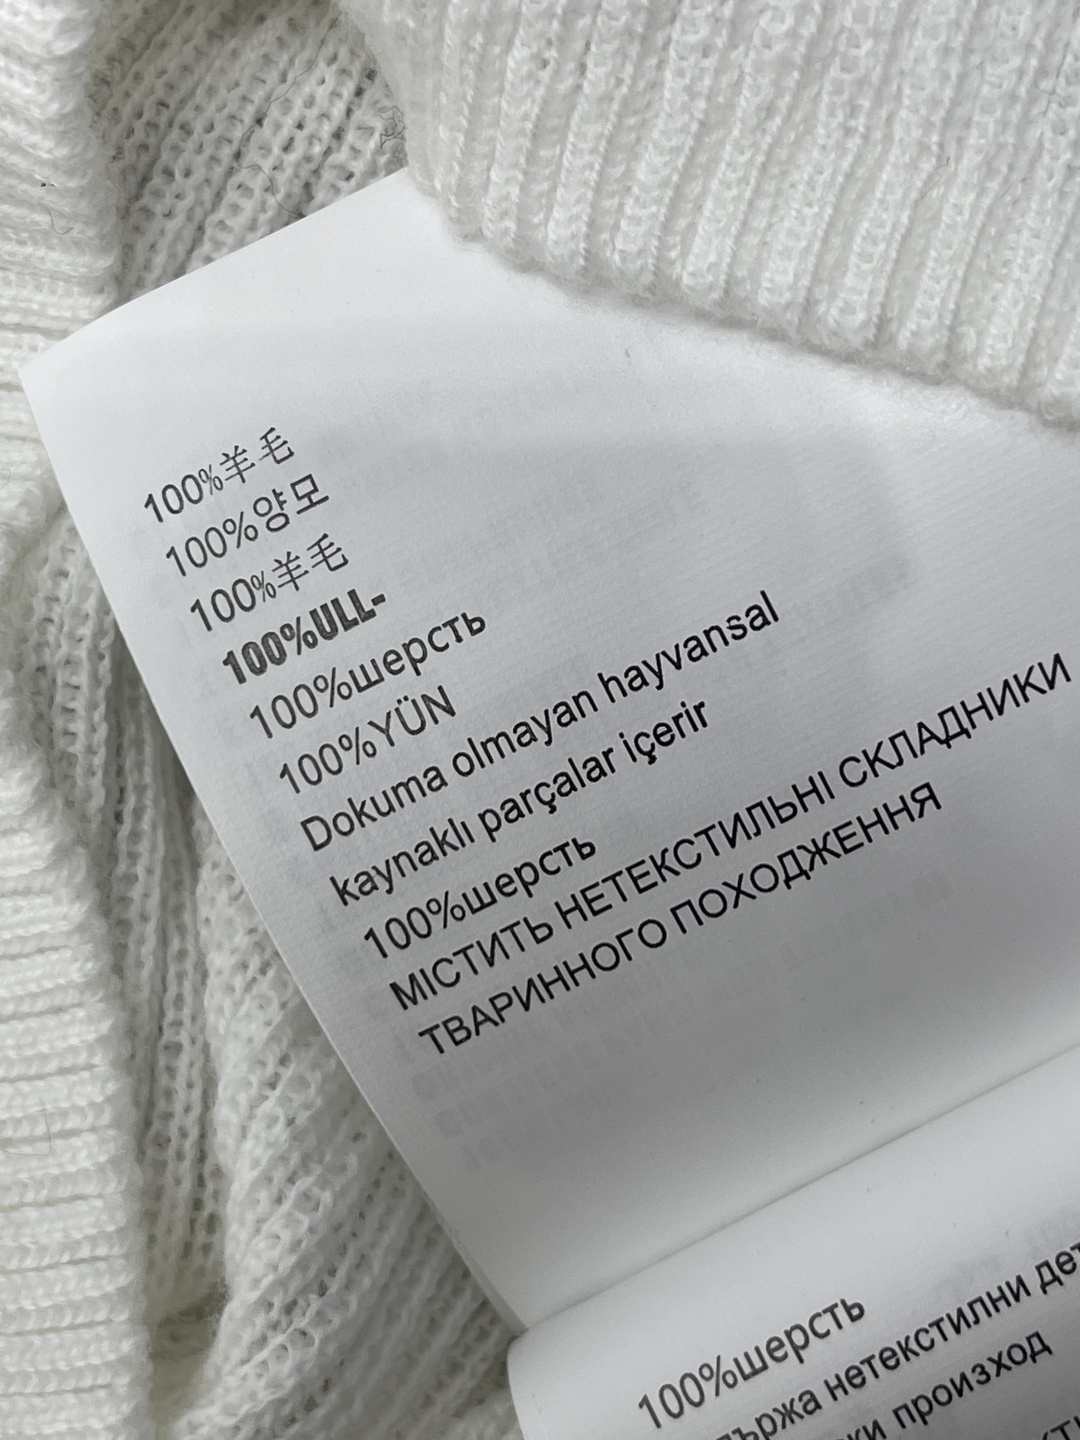 100%羊毛
100%양모
100%羊毛
100%ULL-
100%шерсть
100%YÜN
Dokuma olmayan hayvansal
kaynaklı parçalar içerir
100%шерсть
МІСТИТЬ НЕТЕКСТИЛЬНІ СКЛАДНИКИ
ТВАРИННОГО ПОХОДЖЕННЯ
100%шерсть
нетекстилни
произход